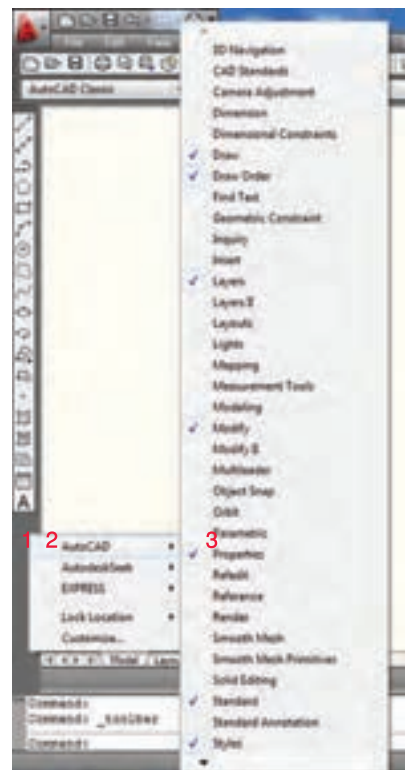 AutoCAD Classic
3D Navigation
CAD Standards
Camera Adjustment
Dimension
Dimensional Constraints
Draw
Draw Order
Find Text
Geometric Constraint
Inquiry
Insert
Layers
Layers II
Layouts
Lights
Mapping
Measurement Tools
Modeling
Modify
Modify II
Multileader
Object Snap
Orbit
Parametric
1 2 AutoCAD 3
Properties
AutodeskSeek
Refedit
EXPRESS
Reference
Render
Lock Location
Smooth Mesh
Customize...
Smooth Mesh Primitives
Model
Solid Editing
Command:
Standard
Command: _toolbar
Standard Annotation
Command:
Styles
A